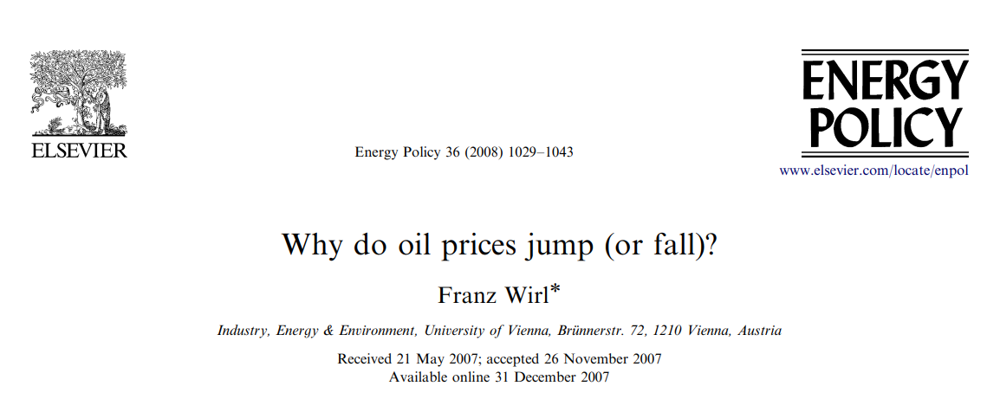 ELSEVIER
Energy Policy 36 (2008) 1029–1043
ENERGY
POLICY
www.elsevier.com/locate/enpol
Why do oil prices jump (or fall)?
Franz Wirl*
Industry, Energy & Environment, University of Vienna, Brünnerstr. 72, 1210 Vienna, Austria
Received 21 May 2007; accepted 26 November 2007
Available online 31 December 2007